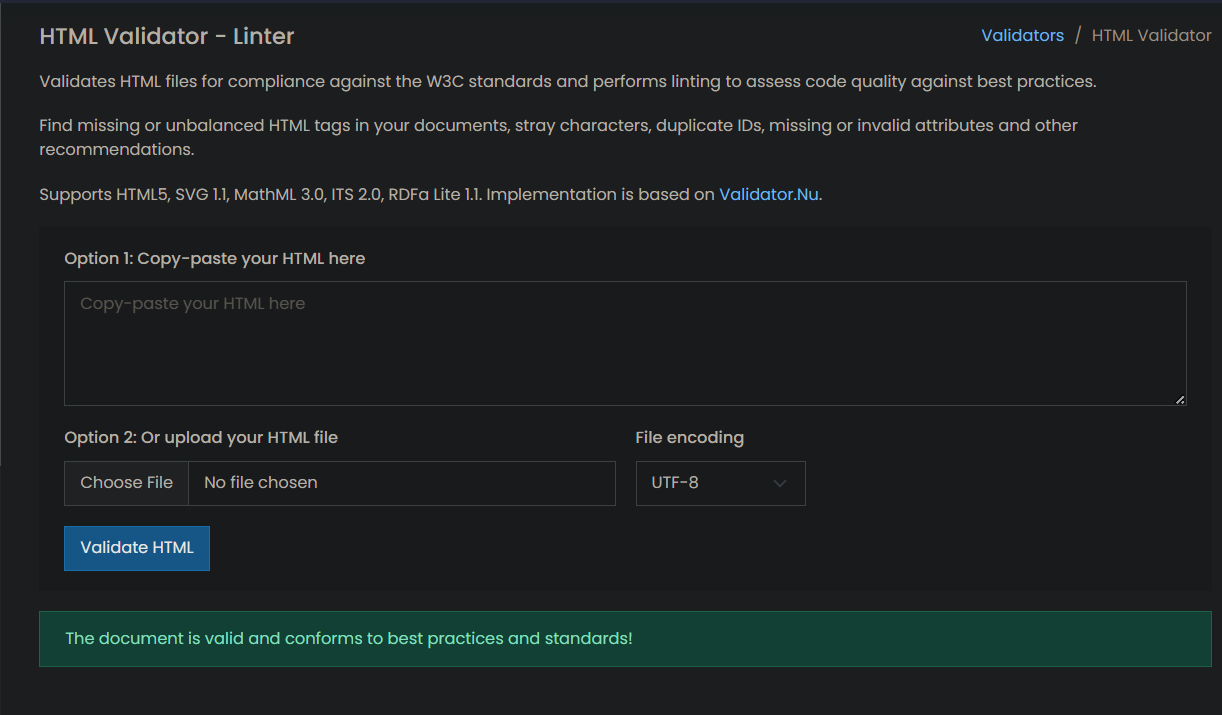 HTML Validator - Linter
Validators / HTML Validator
Validates HTML files for compliance against the W3C standards and performs linting to assess code quality against best practices.
Find missing or unbalanced HTML tags in your documents, stray characters, duplicate IDs, missing or invalid attributes and other
recommendations.
Supports HTML5, SVG 1.1, MathML 3.0, ITS 2.0, RDFa Lite 1.1. Implementation is based on Validator.Nu.
Option 1: Copy-paste your HTML here
Copy-paste your HTML here
Option 2: Or upload your HTML file
File encoding
Choose File No file chosen
UTF-8
Validate HTML
The document is valid and conforms to best practices and standards!